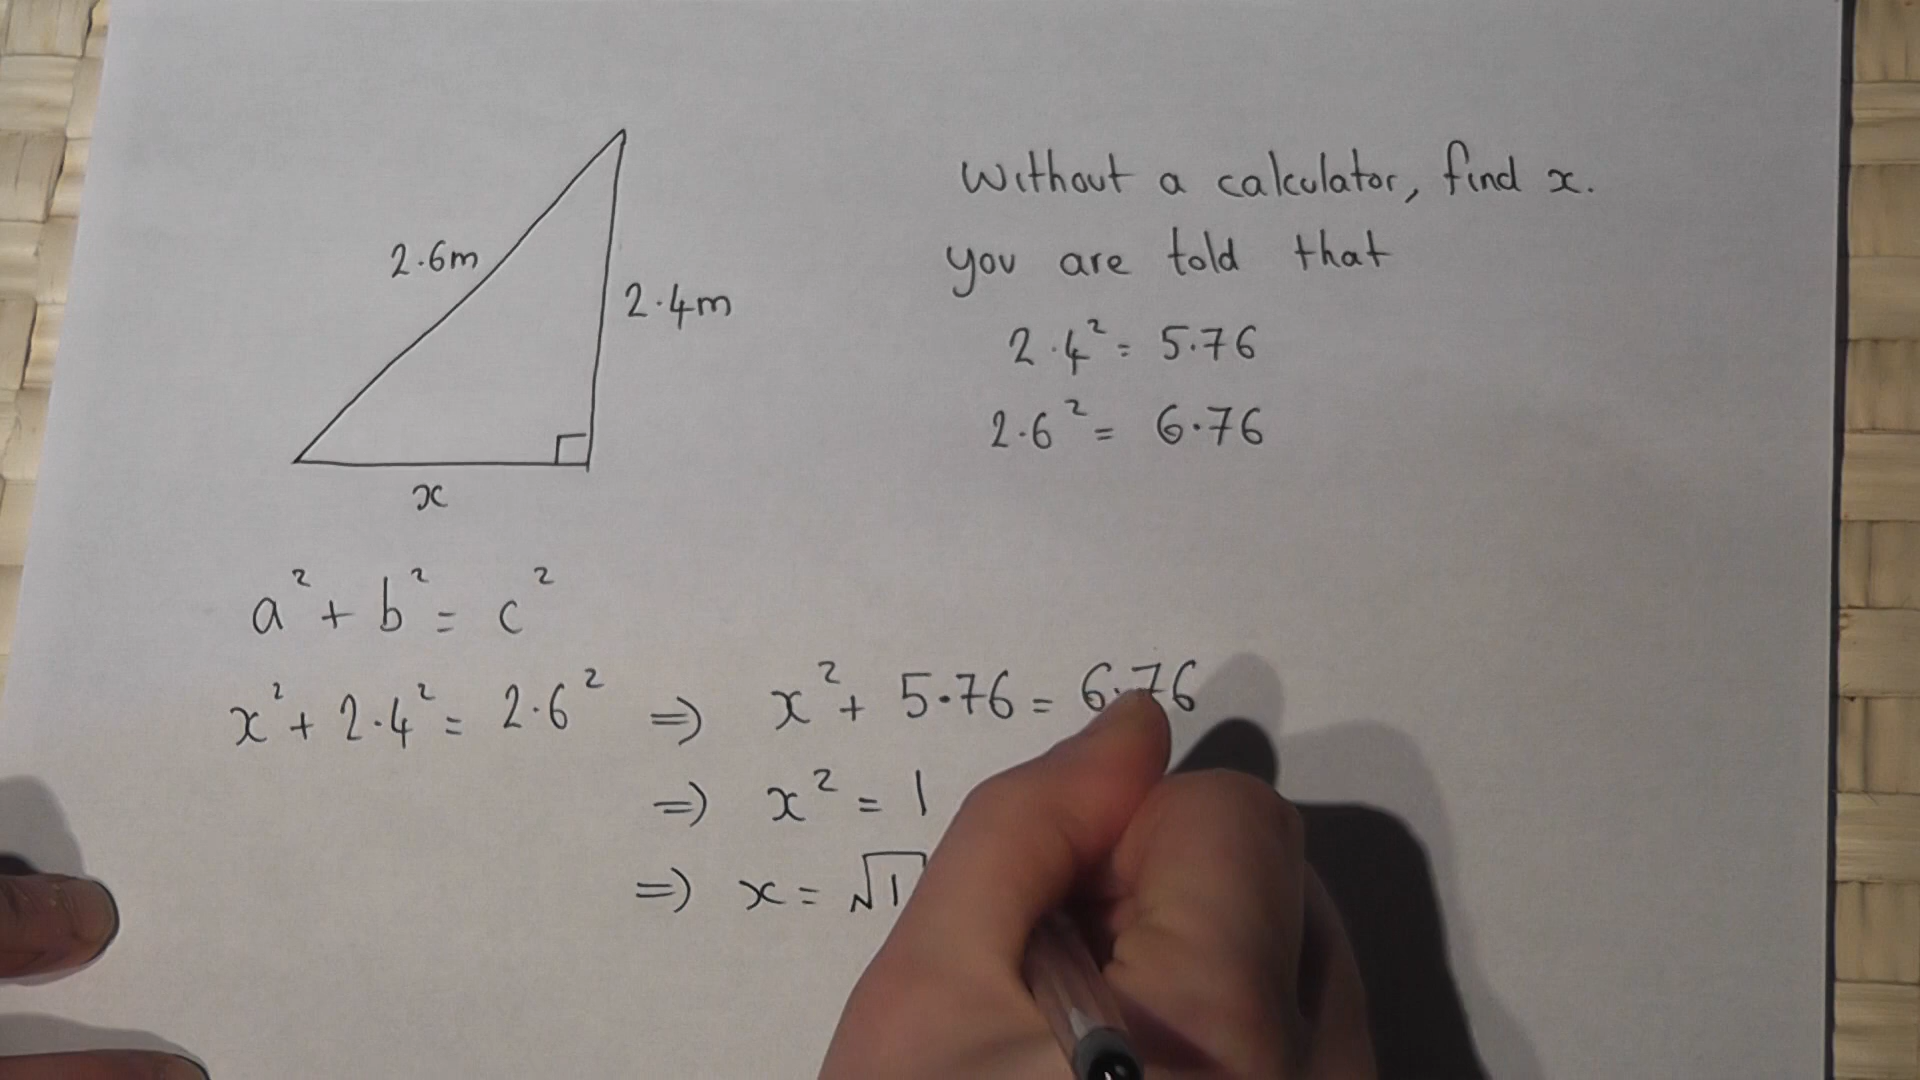 Without a calculator, find x.
you are told that
2.4² = 5.76
2.6² = 6.76
2.6m
2.4m
x
a² + b² = c²
x² + 2.4² = 2.6² ⇒ x² + 5.76 = 6.76
⇒ x² = 1
⇒ x = √1